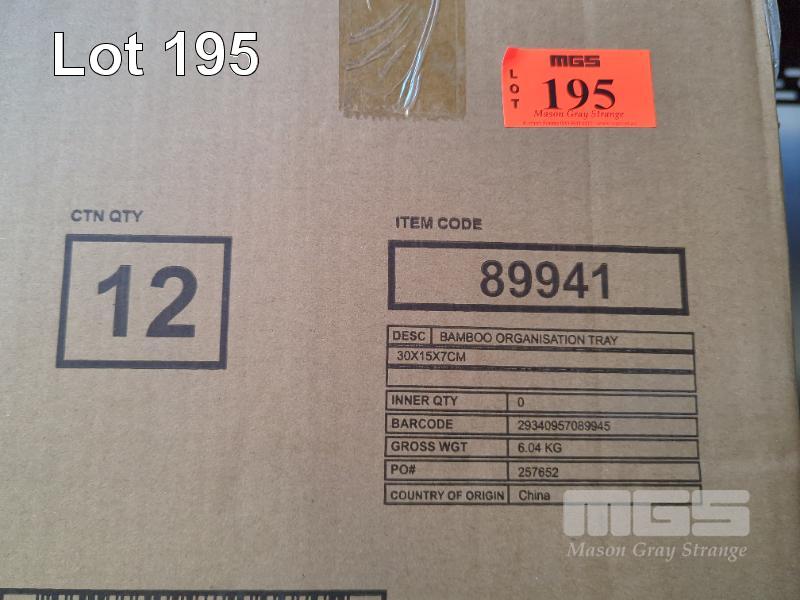 Lot 195
MGS
LOT
195
Mason Gray Strange
CTN QTY
12
ITEM CODE
89941
DESC BAMBOO ORGANISATION TRAY
30X15X7CM
INNER QTY 0
BARCODE 29340957089945
GROSS WGT 6.04 KG
PO# 257652
COUNTRY OF ORIGIN China
MGS
Mason Gray Strange